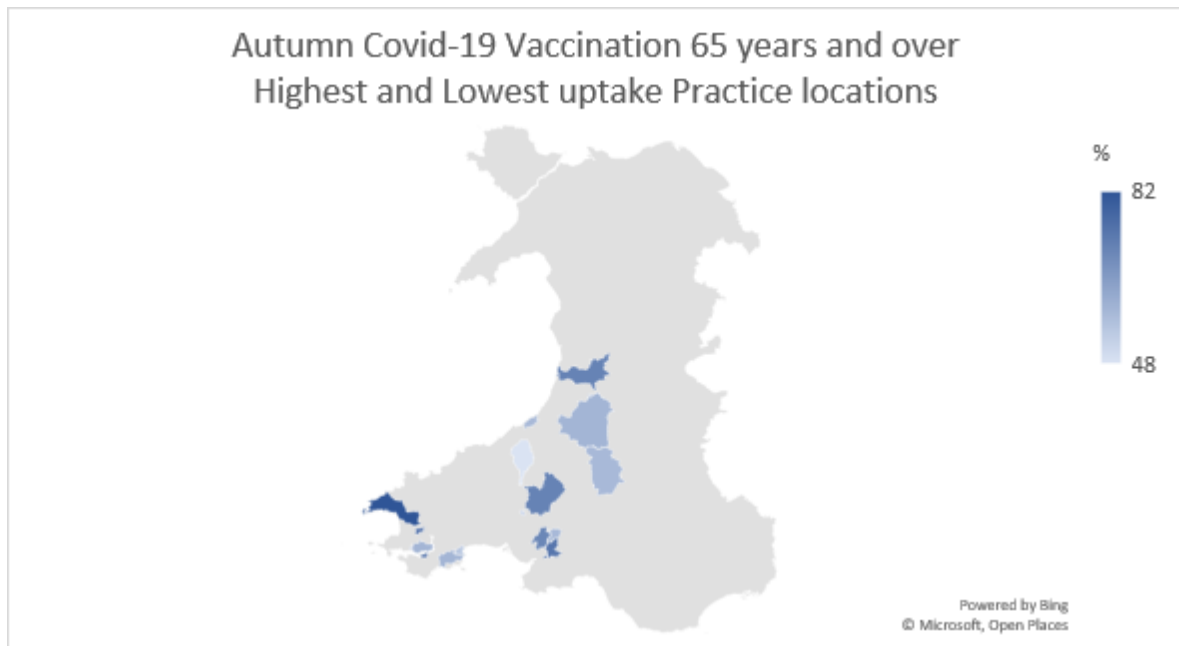 Autumn Covid-19 Vaccination 65 years and over
Highest and Lowest uptake Practice locations
%
82
48
Powered by Bing
© Microsoft, Open Places